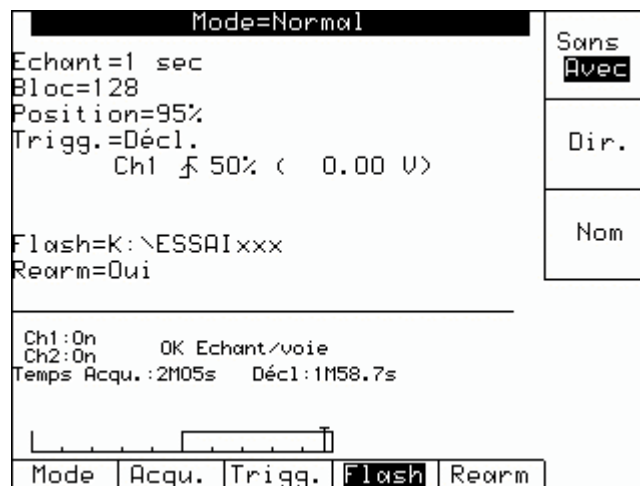 Mode=Normal
Echant=1 sec
Bloc=128
Position=95%
Trigg.=Décl.
Ch1 50% ( 0.00 V)
Flash=K:\ESSAIxxx
Rearm=Oui
Ch1:On
Ch2:On
OK Echant/voie
Temps Acqu.:2M05s Décl:1M58.7s
Sans
Avec
Dir.
Nom
Mode Acqu. Trigg. Flash Rearm